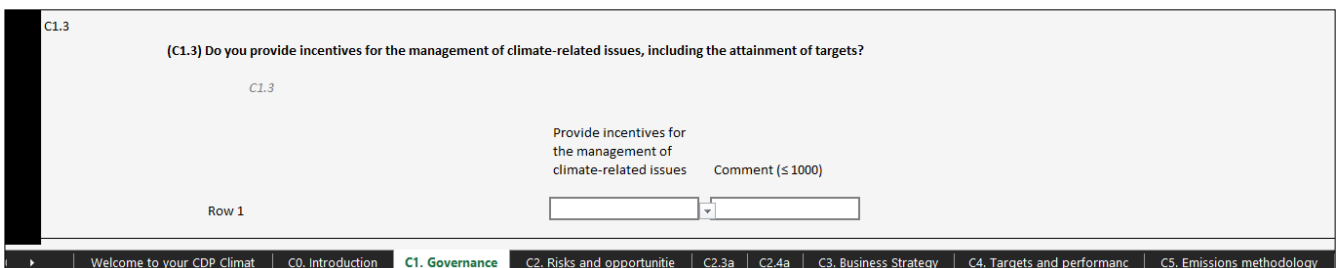 C1.3
(C1.3) Do you provide incentives for the management of climate-related issues, including the attainment of targets?
C1.3
Provide incentives for
the management of
climate-related issues Comment (≤ 1000)
Row 1
Welcome to your CDP Climat C0. Introduction C1. Governance C2. Risks and opportunitie C2.3a C2.4a C3. Business Strategy C4. Targets and performanc C5. Emissions methodology